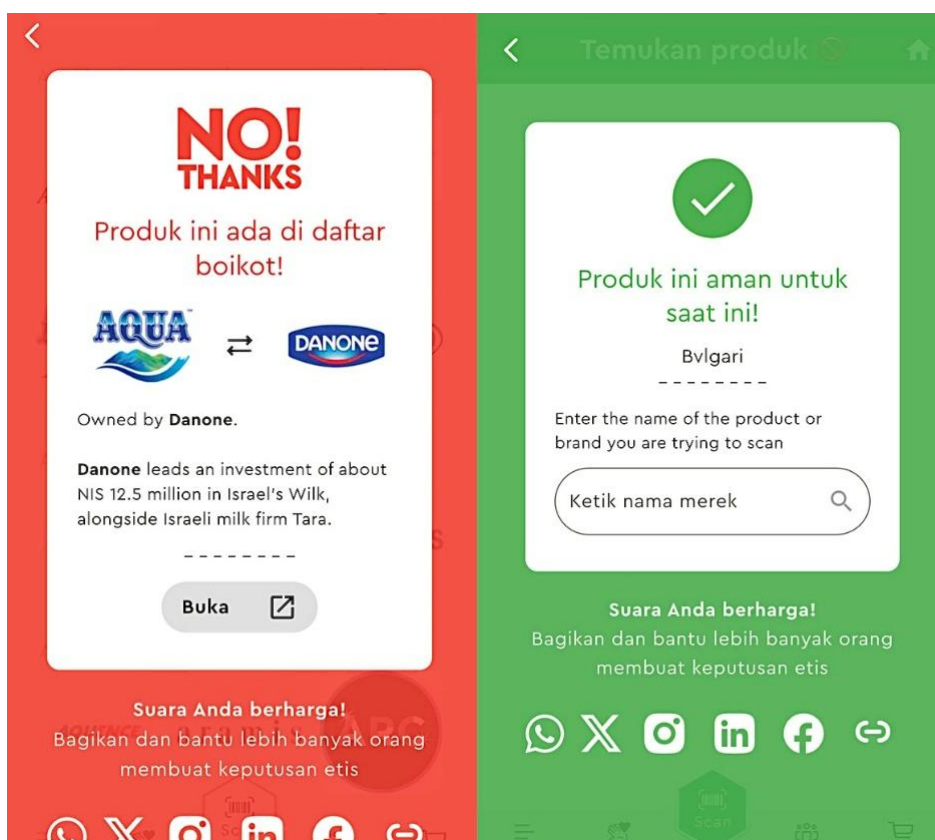 NO!
THANKS
Produk ini ada di daftar
boikot!
AQUA
DANONE
Owned by Danone.
Danone leads an investment of about
NIS 12.5 million in Israel's Wilk,
alongside Israeli milk firm Tara.
Buka
Suara Anda berharga!
Bagikan dan bantu lebih banyak orang
membuat keputusan etis
Temukan produk
Produk ini aman untuk
saat ini!
Bvlgari
Enter the name of the product or
brand you are trying to scan
Ketik nama merek
Suara Anda berharga!
Bagikan dan bantu lebih banyak orang
membuat keputusan etis
Scan